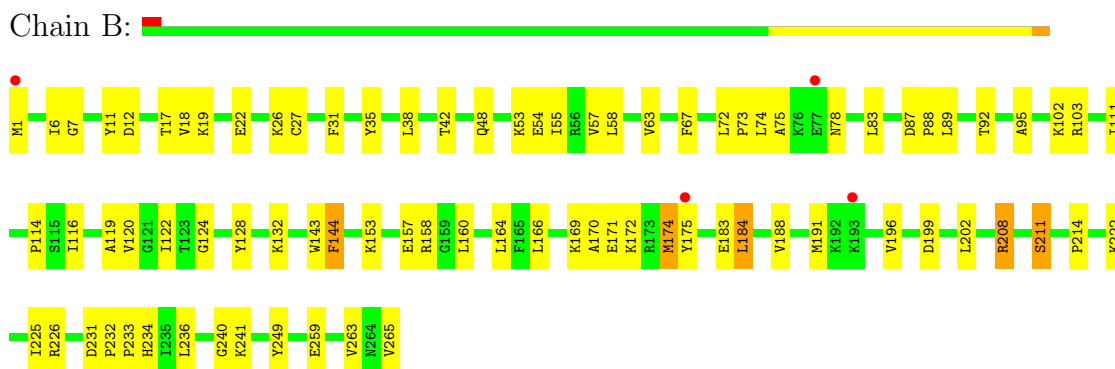 Chain B:
M1 I6 G7 Y11 D12 T17 V18 K19 E22 K26 C27 F31 Y35 L38 T42 Q48 K53 E54 I55 R56 V57 L58 V63 F67 L72 P73 L74 A75 K76 E77 N78 L83 D87 P88 L89 T92 A95 K102 R103 I111
P114 S115 I116 A119 V120 G121 I122 T123 G124 Y128 K132 W143 F144 K153 E157 R158 G159 L160 L164 F165 L166 K169 A170 E171 K172 R173 M174 Y175 E183 L184 V188 M191 K192 K193 V196 D199 L202 R208 S211 P214
I225 R226 D231 P232 P233 H234 I235 L236 G240 K241 Y249 E259 V263 N264 V265